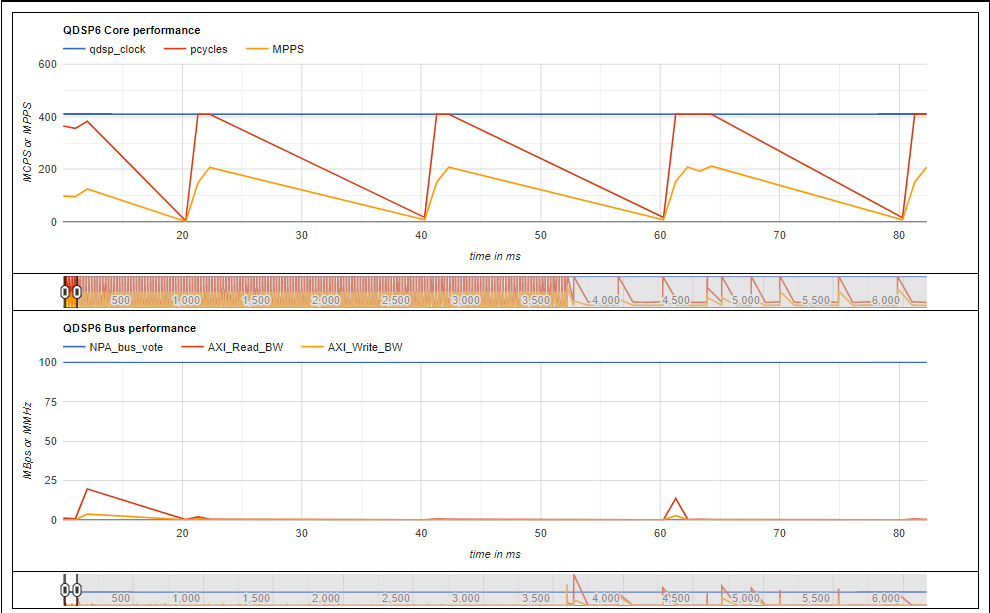 QDSP6 Core performance
qdsp_clock pcycles MPPS
600
400
200
0
MCPS or MPPS
20 30 40 50 60 70 80
time in ms
500 1,000 1,500 2,000 2,500 3,000 3,500 4,000 4,500 5,000 5,500 6,000
QDSP6 Bus performance
NPA_bus_vote AXI_Read_BW AXI_Write_BW
100
75
50
25
0
MBps or MMHz
20 30 40 50 60 70 80
time in ms
500 1,000 1,500 2,000 2,500 3,000 3,500 4,000 4,500 5,000 5,500 6,000